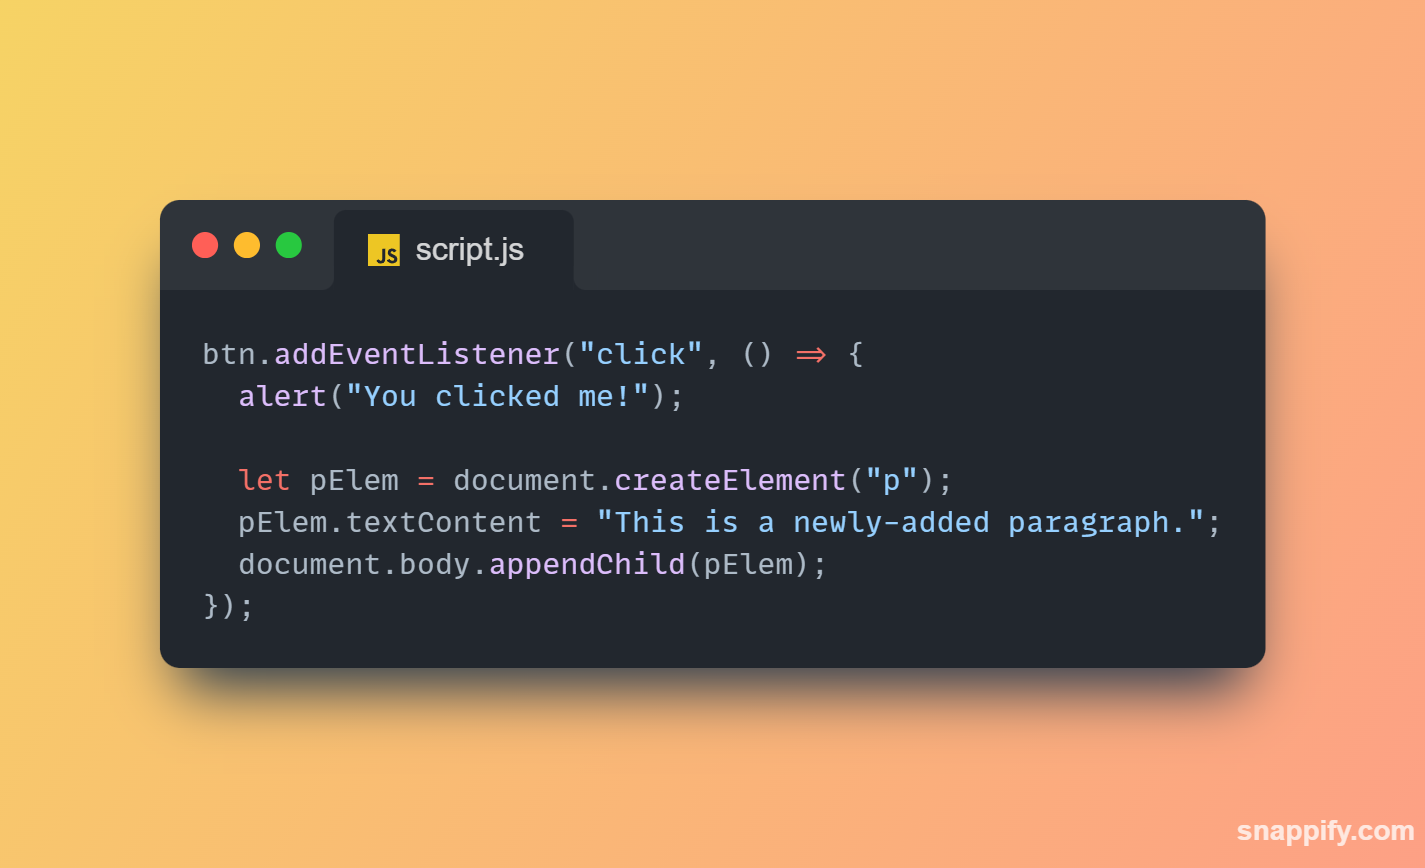 JS script.js
btn.addEventListener("click", () => {
  alert("You clicked me!");

  let pElem = document.createElement("p");
  pElem.textContent = "This is a newly-added paragraph.";
  document.body.appendChild(pElem);
});
snappify.com